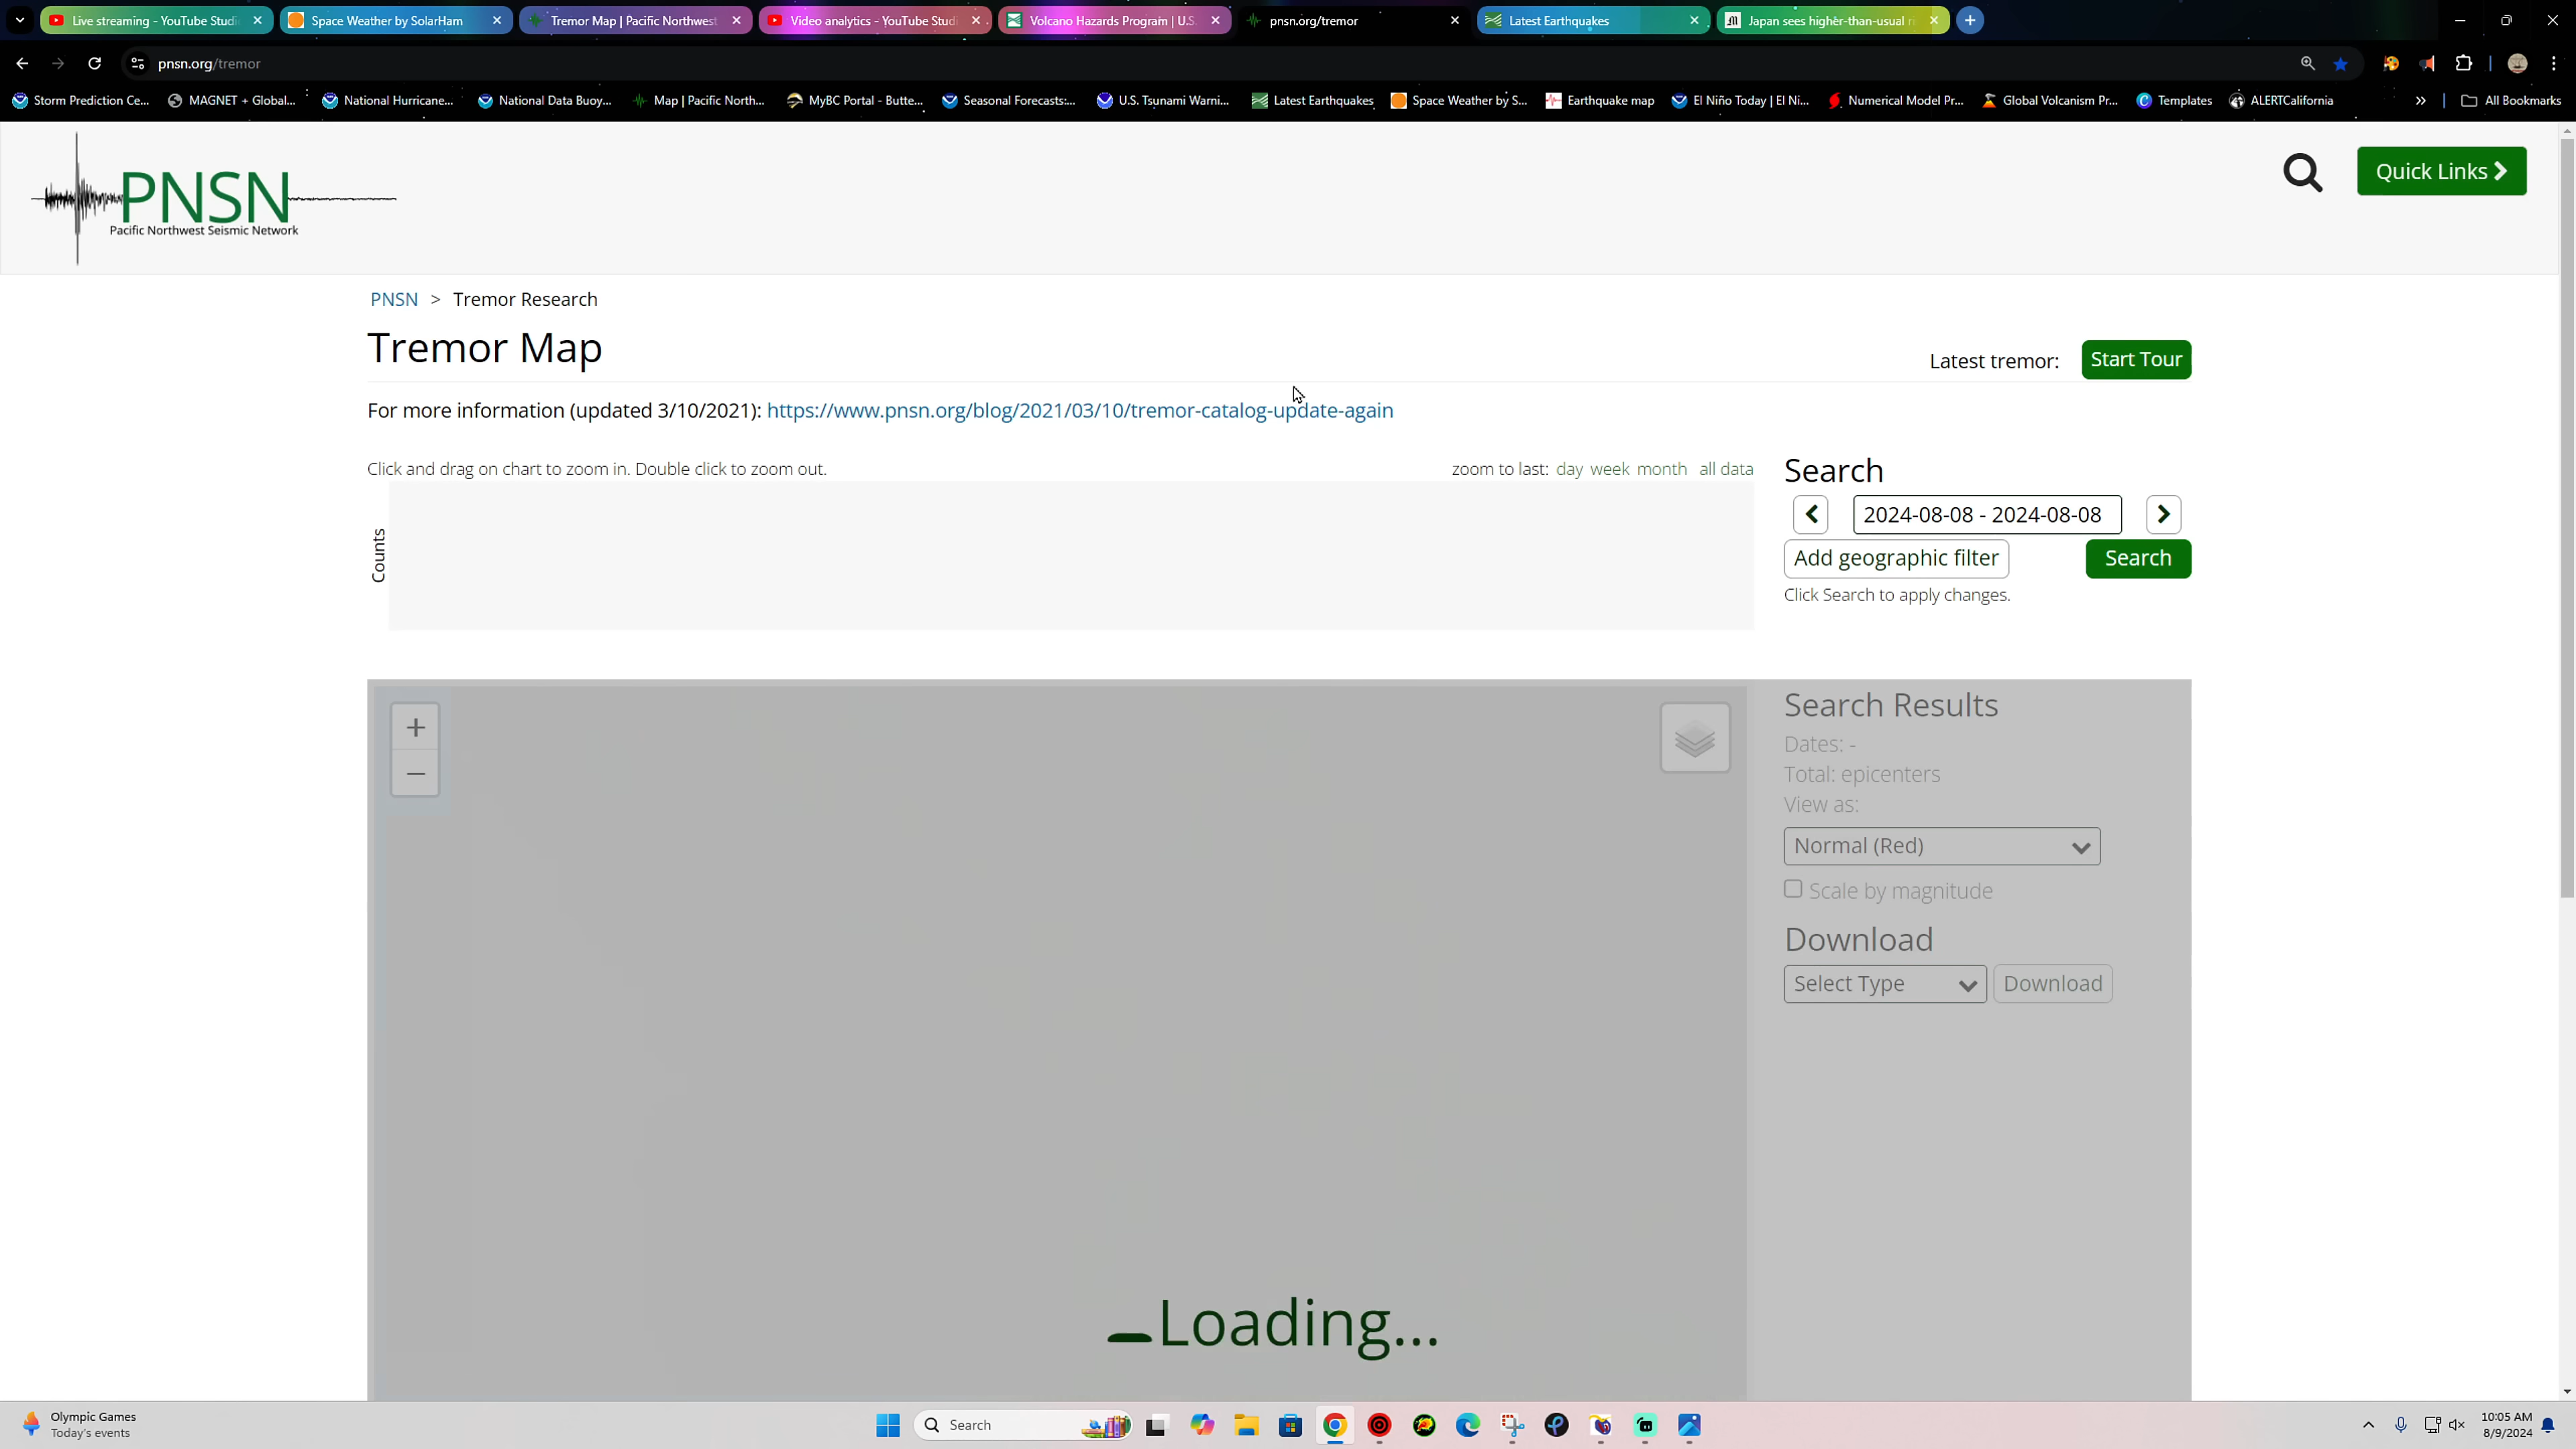 Live streaming - YouTube Studi
Space Weather by SolarHam
Tremor Map | Pacific Northwest
Video analytics - YouTube Studi
Volcano Hazards Program | U.S.
pnsn.org/tremor
Latest Earthquakes
Japan sees higher-than-usual r
pnsn.org/tremor
Storm Prediction Ce...
MAGNET + Global...
National Hurricane...
National Data Buoy...
Map | Pacific North...
MyBC Portal - Butte...
Seasonal Forecasts:...
U.S. Tsunami Warni...
Latest Earthquakes
Space Weather by S...
Earthquake map
El Niño Today | El Ni...
Numerical Model Pr...
Global Volcanism Pr...
Templates
ALERTCalifornia
All Bookmarks
PNSN
Pacific Northwest Seismic Network
Quick Links
PNSN > Tremor Research
Tremor Map
Latest tremor:
Start Tour
For more information (updated 3/10/2021): https://www.pnsn.org/blog/2021/03/10/tremor-catalog-update-again
Click and drag on chart to zoom in. Double click to zoom out.
zoom to last: day week month all data
Counts
Search
2024-08-08 - 2024-08-08
Add geographic filter
Search
Click Search to apply changes.
Search Results
Dates: -
Total: epicenters
View as:
Normal (Red)
Scale by magnitude
Download
Select Type
Download
Loading...
Olympic Games
Today's events
Search
10:05 AM
8/9/2024